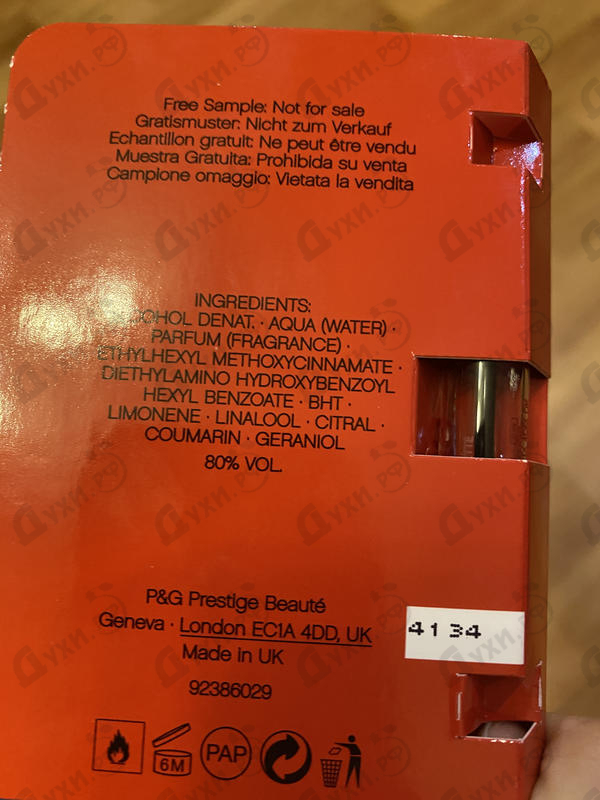 Free Sample: Not for sale
Gratismuster: Nicht zum Verkauf
Echantillon gratuit: Ne peut être vendu
Muestra Gratuita: Prohibida su venta
Campione omaggio: Vietata la vendita
INGREDIENTS:
ALCOHOL DENAT. · AQUA (WATER) ·
PARFUM (FRAGRANCE) ·
ETHYLHEXYL METHOXYCINNAMATE ·
DIETHYLAMINO HYDROXYBENZOYL
HEXYL BENZOATE · BHT ·
LIMONENE · LINALOOL · CITRAL ·
COUMARIN · GERANIOL
80% VOL.
P&G Prestige Beauté
Geneva · London EC1A 4DD, UK
Made in UK
4134
92386029
6M
PAP
Духи.рф